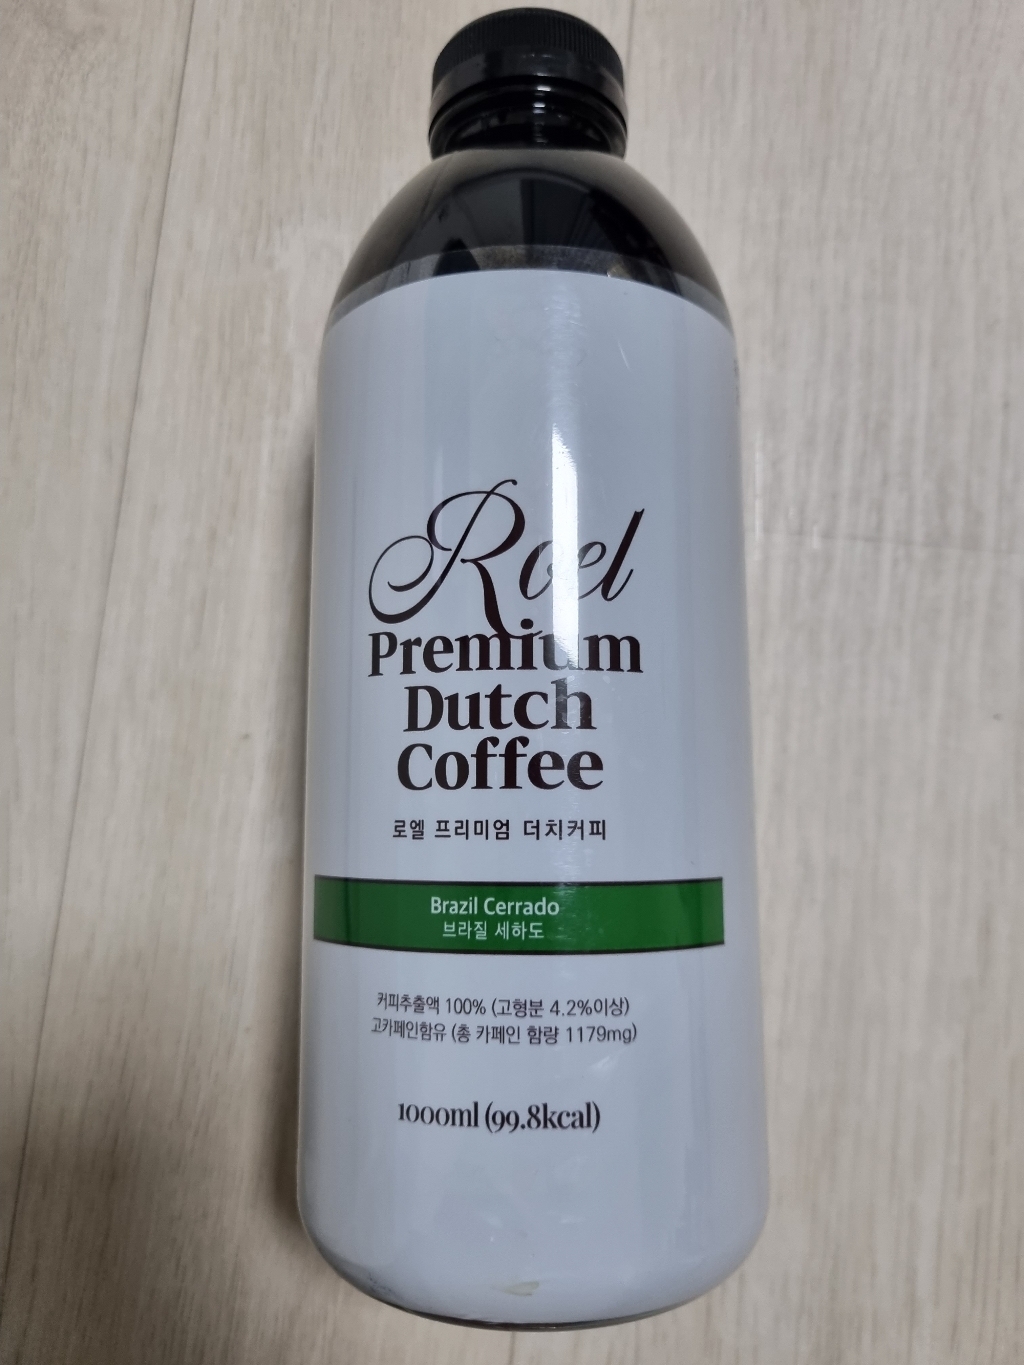 Roel
Premium
Dutch
Coffee
로엘 프리미엄 더치커피
Brazil Cerrado
브라질 세하도
커피추출액 100% (고형분 4.2%이상)
고카페인함유 (총 카페인 함량 1179mg)
1000ml (99.8kcal)